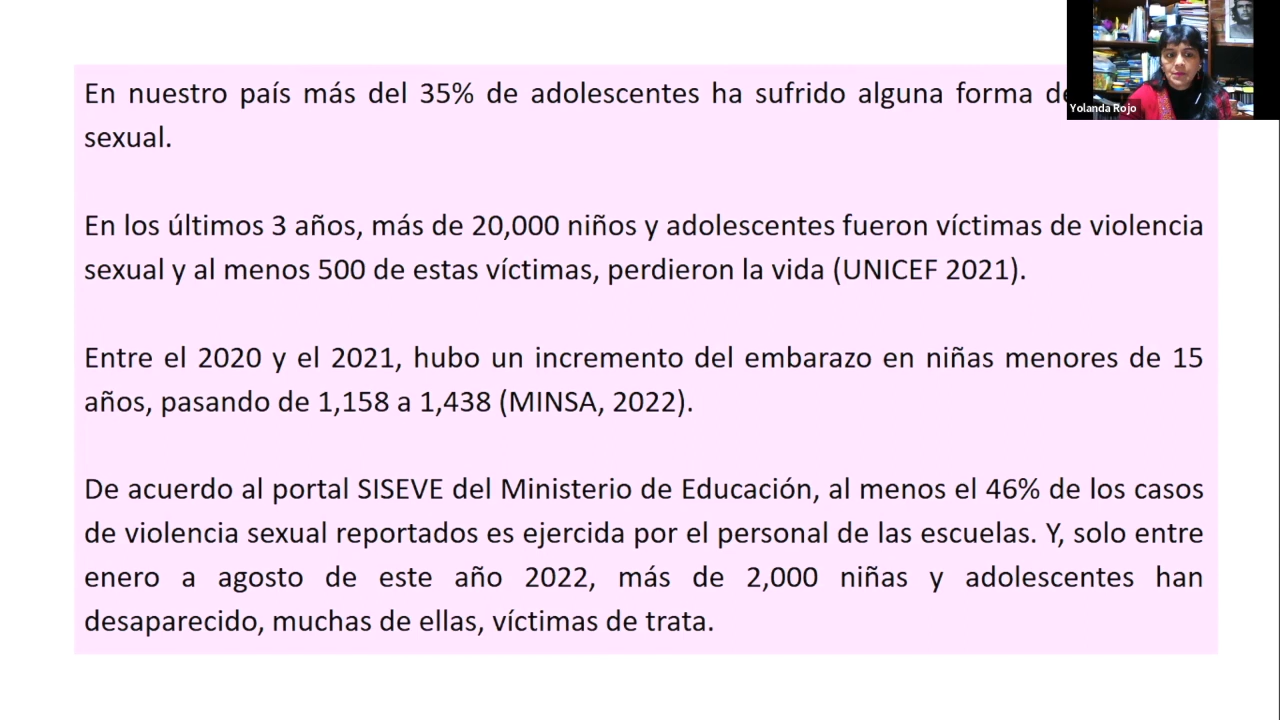 En nuestro país más del 35% de adolescentes ha sufrido alguna forma de
sexual.
En los últimos 3 años, más de 20,000 niños y adolescentes fueron víctimas de violencia
sexual y al menos 500 de estas víctimas, perdieron la vida (UNICEF 2021).
Entre el 2020 y el 2021, hubo un incremento del embarazo en niñas menores de 15
años, pasando de 1,158 a 1,438 (MINSA, 2022).
De acuerdo al portal SISEVE del Ministerio de Educación, al menos el 46% de los casos
de violencia sexual reportados es ejercida por el personal de las escuelas. Y, solo entre
enero a agosto de este año 2022, más de 2,000 niñas y adolescentes han
desaparecido, muchas de ellas, víctimas de trata.
Yolanda Rojo